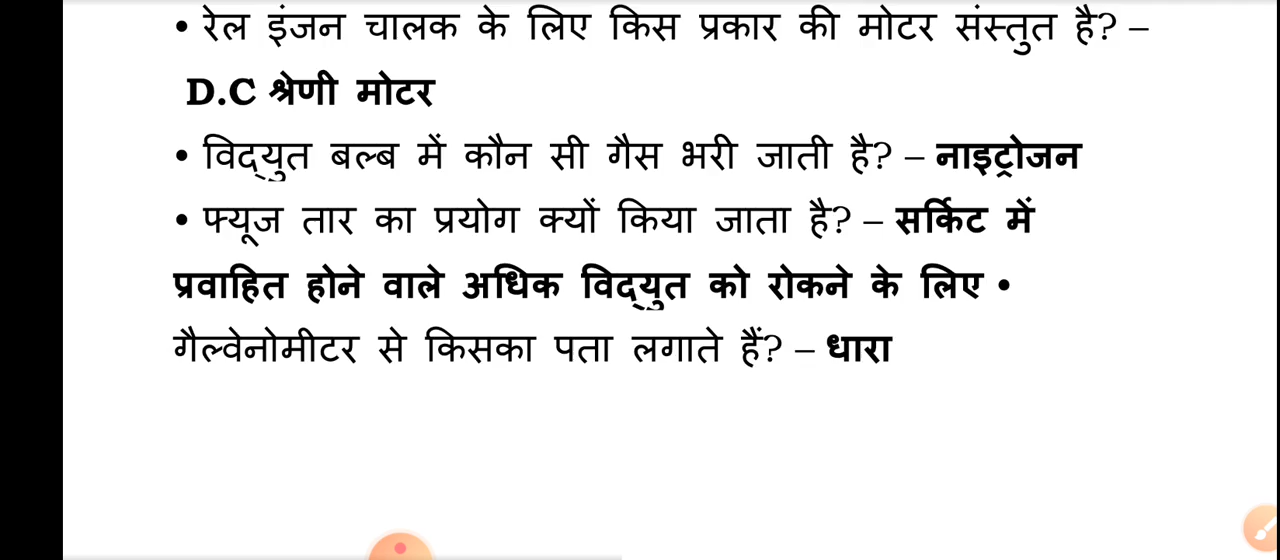 • रेल इंजन चालक के लिए किस प्रकार की मोटर संस्तुत है? –
D.C श्रेणी मोटर
• विद्युत बल्ब में कौन सी गैस भरी जाती है? – नाइट्रोजन
• फ्यूज तार का प्रयोग क्यों किया जाता है? – सर्किट में
प्रवाहित होने वाले अधिक विद्युत को रोकने के लिए •
गैल्वेनोमीटर से किसका पता लगाते हैं? – धारा